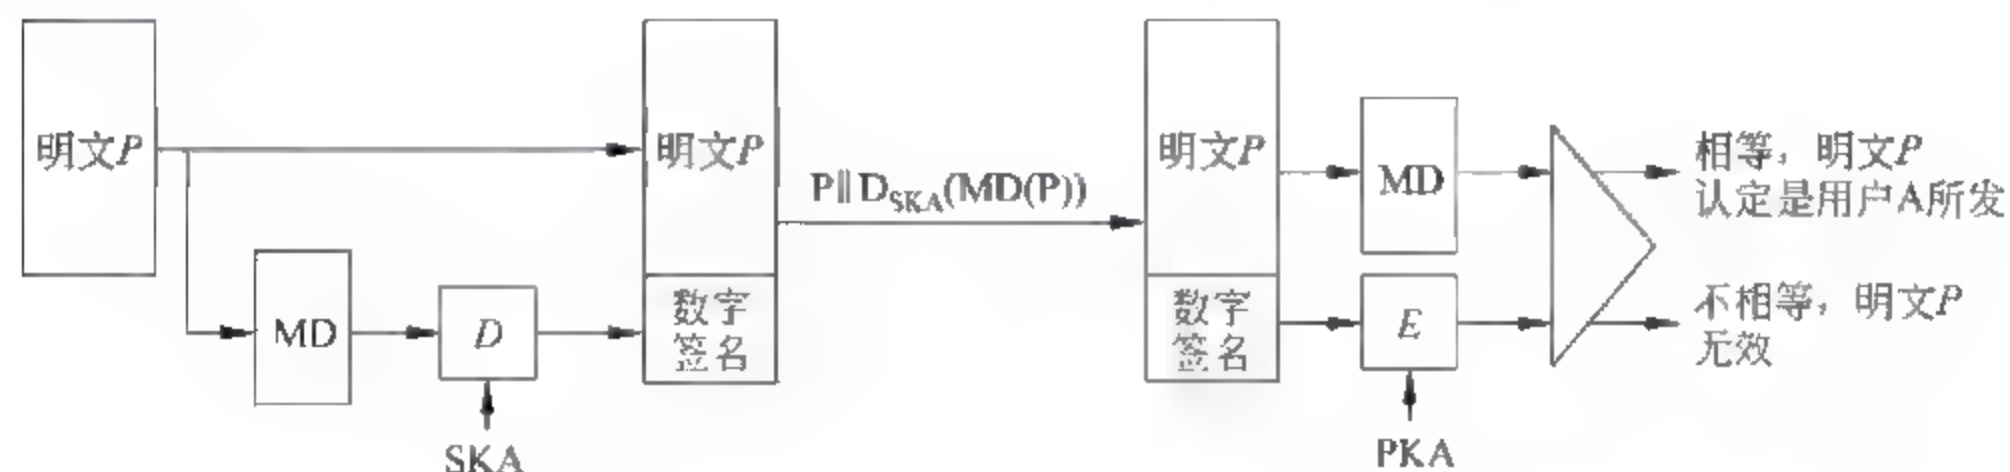 明文P
MD
D
SKA
明文P
数字
签名
P‖D_SKA(MD(P))
明文P
数字
签名
MD
E
PKA
相等，明文P
认定是用户A所发
不相等，明文P
无效